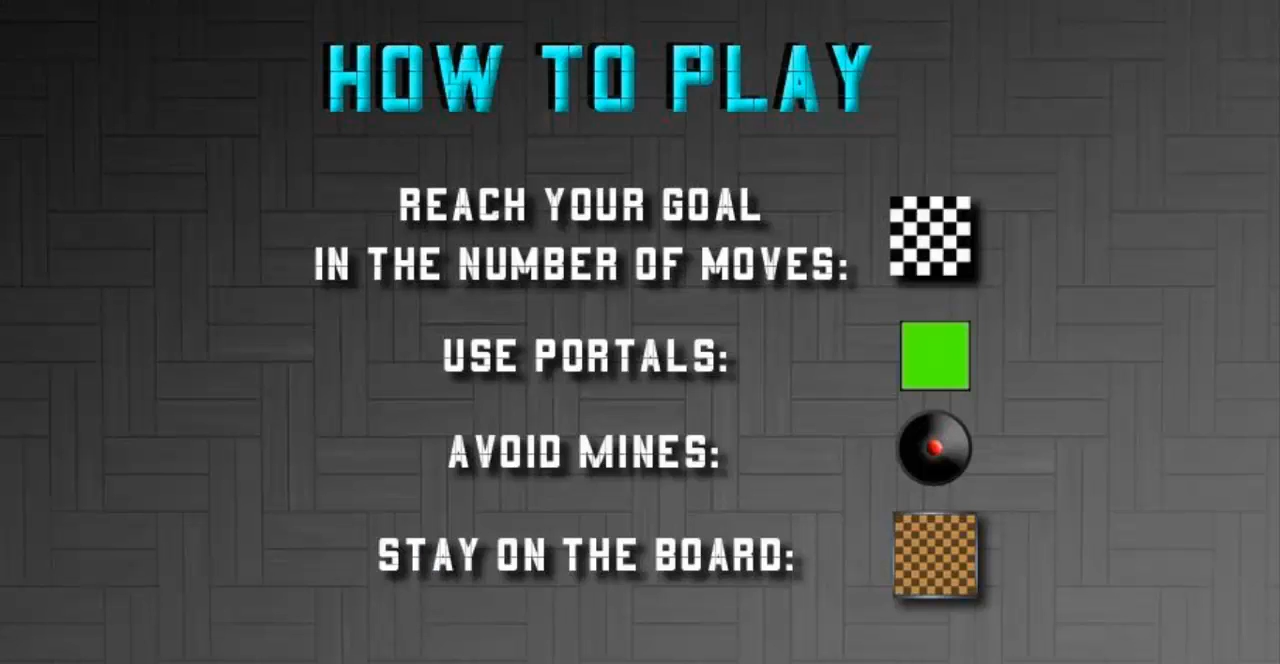 HOW TO PLAY
REACH YOUR GOAL
IN THE NUMBER OF MOVES:
USE PORTALS:
AVOID MINES:
STAY ON THE BOARD: